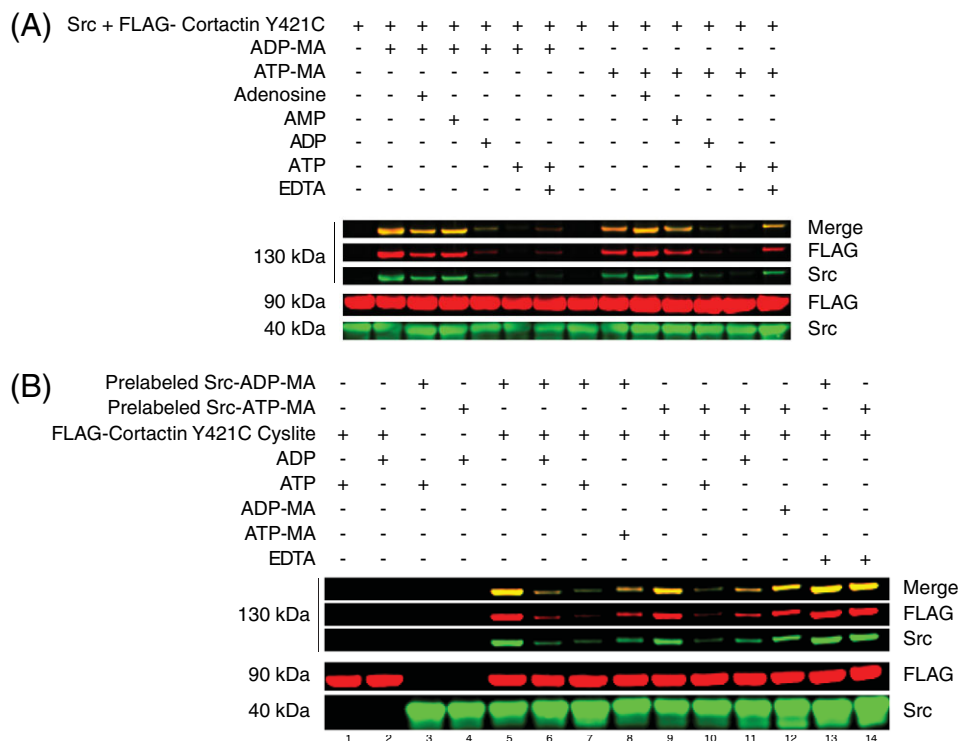 (A) Src + FLAG- Cortactin Y421C + + + + + + + + + + + + + +
ADP-MA - + + + + + + - - - - - - -
ATP-MA - - - - - - - - + + + + + +
Adenosine - - + - - - - - - + - - - -
AMP - - - + - - - - - - + - - -
ADP - - - - + - - - - - - + - -
ATP - - - - - + + - - - - - + +
EDTA - - - - - - + - - - - - - +
Merge
130 kDa FLAG
Src
90 kDa FLAG
40 kDa Src
(B) Prelabeled Src-ADP-MA - - + - + + + + - - - - + -
Prelabeled Src-ATP-MA - - - + - - - - + + + + - +
FLAG-Cortactin Y421C Cyslite + + - - + + + + + + + + + +
ADP - + - + - + - - - - + - - -
ATP + - + - - - + - - + - - - -
ADP-MA - - - - - - - - - - - + - -
ATP-MA - - - - - - - + - - - - - -
EDTA - - - - - - - - - - - - + +
Merge
130 kDa FLAG
Src
90 kDa FLAG
40 kDa Src
1 2 3 4 5 6 7 8 9 10 11 12 13 14